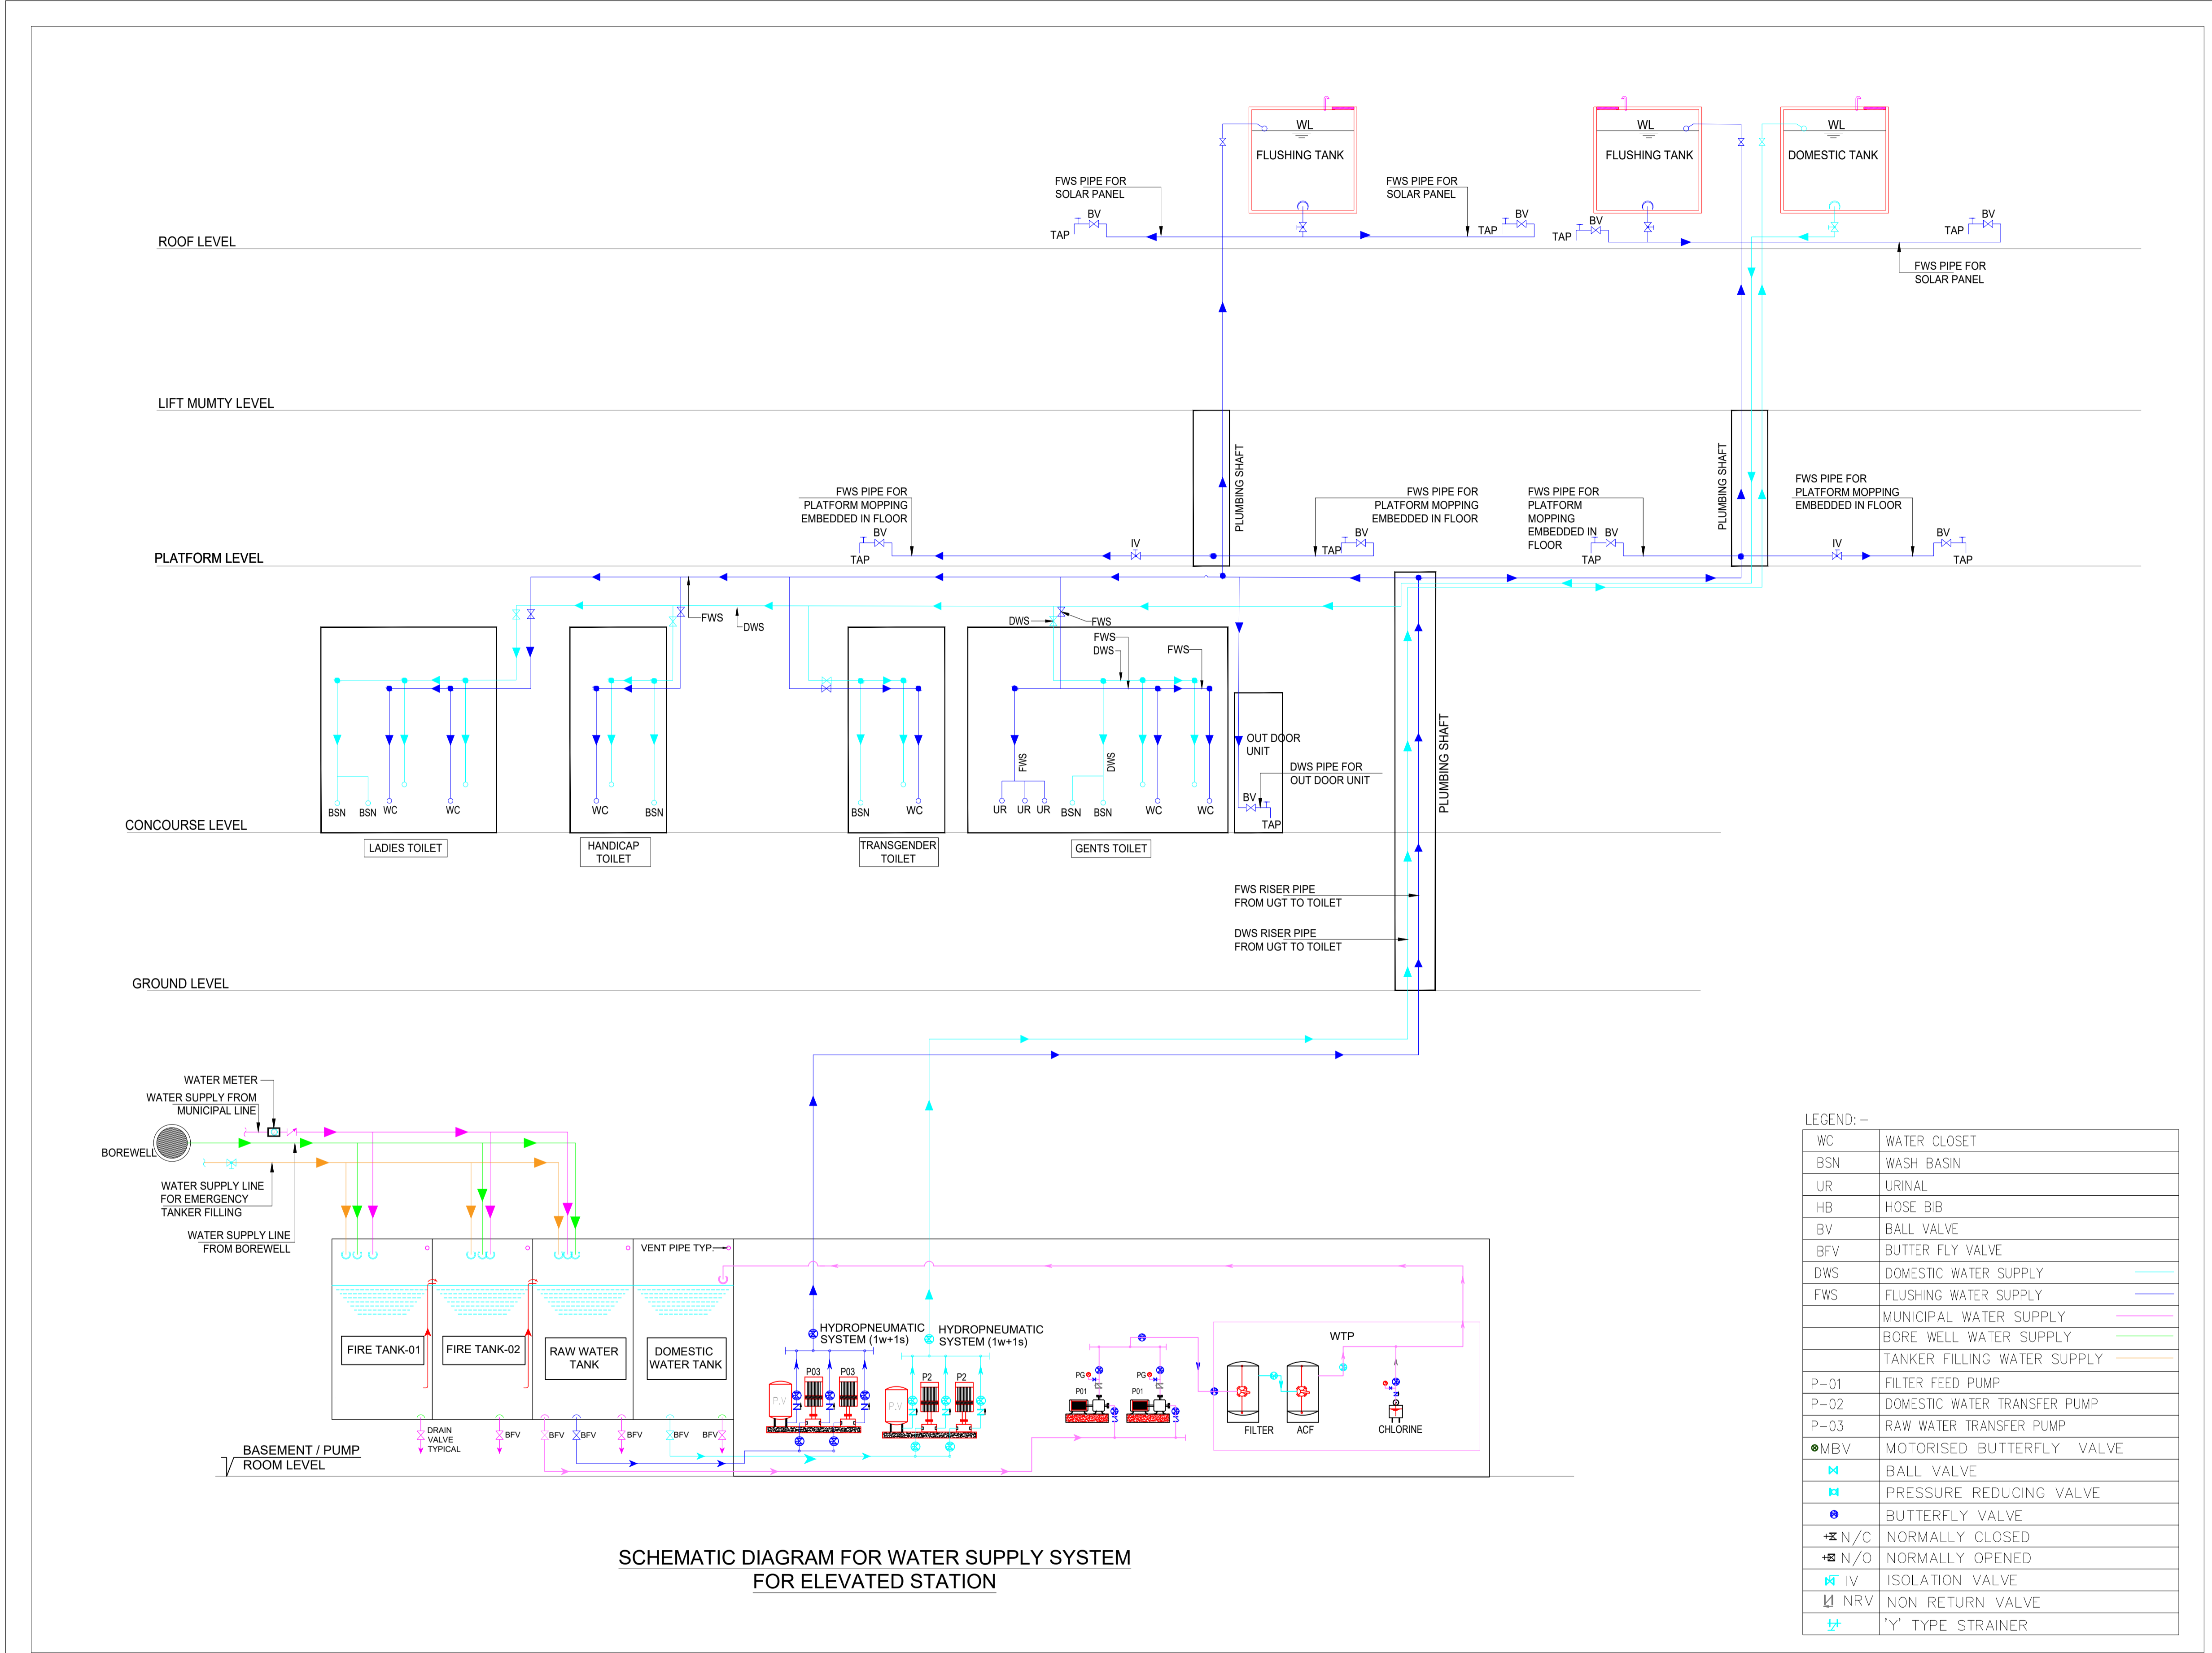 WL
WL
WL
FLUSHING TANK
FLUSHING TANK
DOMESTIC TANK
FWS PIPE FOR
SOLAR PANEL
FWS PIPE FOR
SOLAR PANEL
BV
TAP
BV
TAP
BV
TAP
BV
TAP
ROOF LEVEL
FWS PIPE FOR
SOLAR PANEL
LIFT MUMTY LEVEL
PLUMBING SHAFT
PLUMBING SHAFT
FWS PIPE FOR
PLATFORM MOPPING
EMBEDDED IN FLOOR
FWS PIPE FOR
PLATFORM MOPPING
EMBEDDED IN FLOOR
FWS PIPE FOR
PLATFORM
MOPPING
EMBEDDED IN
FLOOR
FWS PIPE FOR
PLATFORM MOPPING
EMBEDDED IN FLOOR
BV
TAP
IV
BV
TAP
BV
TAP
IV
BV
TAP
PLATFORM LEVEL
FWS
DWS
DWS
FWS
FWS
DWS
FWS
FWS
DWS
OUT DOOR
UNIT
DWS PIPE FOR
OUT DOOR UNIT
BV
TAP
PLUMBING SHAFT
BSN
BSN
WC
WC
WC
BSN
BSN
WC
UR
UR
UR
BSN
BSN
WC
WC
CONCOURSE LEVEL
LADIES TOILET
HANDICAP
TOILET
TRANSGENDER
TOILET
GENTS TOILET
FWS RISER PIPE
FROM UGT TO TOILET
DWS RISER PIPE
FROM UGT TO TOILET
GROUND LEVEL
WATER METER
WATER SUPPLY FROM
MUNICIPAL LINE
BOREWELL
WATER SUPPLY LINE
FOR EMERGENCY
TANKER FILLING
WATER SUPPLY LINE
FROM BOREWELL
VENT PIPE TYP.
FIRE TANK-01
FIRE TANK-02
RAW WATER
TANK
DOMESTIC
WATER TANK
HYDROPNEUMATIC
SYSTEM (1w+1s)
HYDROPNEUMATIC
SYSTEM (1w+1s)
P.V
P03
P03
P.V
P2
P2
PG
P01
PG
P01
WTP
FILTER
ACF
CHLORINE
DRAIN
VALVE
TYPICAL
BFV
BFV
BFV
BFV
BFV
BFV
BASEMENT / PUMP
ROOM LEVEL
SCHEMATIC DIAGRAM FOR WATER SUPPLY SYSTEM
FOR ELEVATED STATION
LEGEND:-
WC WATER CLOSET
BSN WASH BASIN
UR URINAL
HB HOSE BIB
BV BALL VALVE
BFV BUTTER FLY VALVE
DWS DOMESTIC WATER SUPPLY
FWS FLUSHING WATER SUPPLY
MUNICIPAL WATER SUPPLY
BORE WELL WATER SUPPLY
TANKER FILLING WATER SUPPLY
P-01 FILTER FEED PUMP
P-02 DOMESTIC WATER TRANSFER PUMP
P-03 RAW WATER TRANSFER PUMP
MBV MOTORISED BUTTERFLY VALVE
BALL VALVE
PRESSURE REDUCING VALVE
BUTTERFLY VALVE
N/C NORMALLY CLOSED
N/O NORMALLY OPENED
IV ISOLATION VALVE
NRV NON RETURN VALVE
'Y' TYPE STRAINER